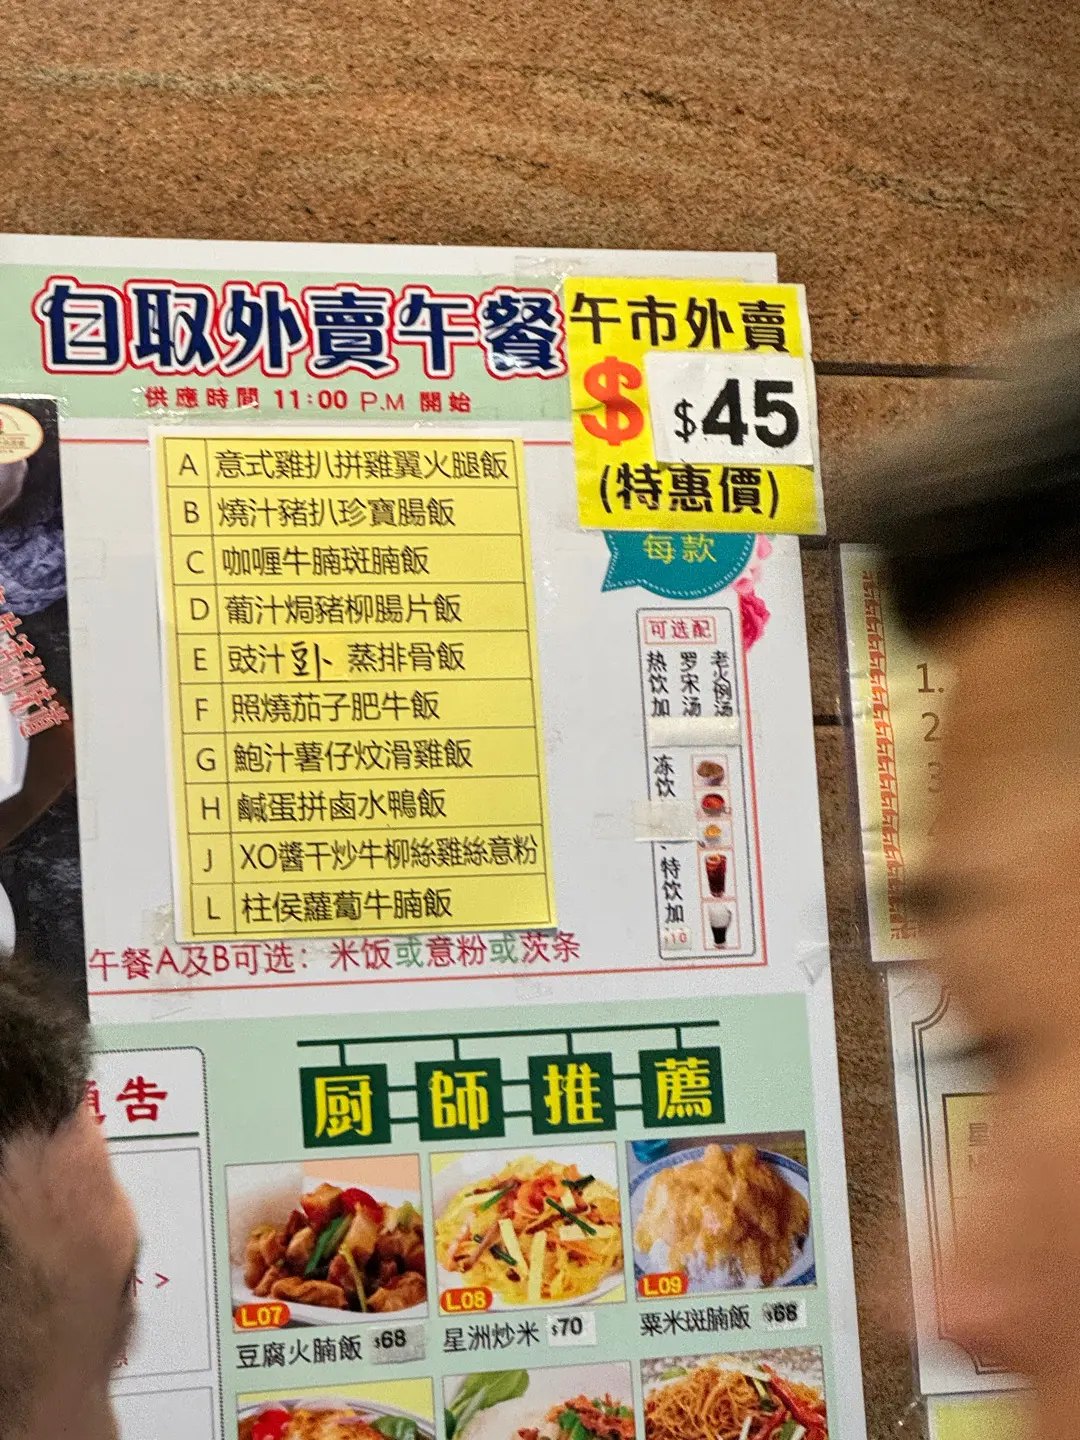 自取外賣午餐
供應時間 11:00 P.M 開始
午市外賣
$ $45
(特惠價)
每款
A 意式雞扒拼雞翼火腿飯
B 燒汁豬扒珍寶腸飯
C 咖喱牛腩斑腩飯
D 葡汁焗豬柳腸片飯
E 豉汁卧蒸排骨飯
F 照燒茄子肥牛飯
G 鮑汁薯仔炆滑雞飯
H 鹹蛋拼鹵水鴨飯
J XO醬干炒牛柳絲雞絲意粉
L 柱侯蘿蔔牛腩飯
可选配
老火例汤
罗宋汤
热饮加
冻饮
特饮加
$10
午餐A及B可选：米饭或意粉或茨条
告
厨師推薦
L07
豆腐火腩飯 $68
L08
星洲炒米 $70
L09
粟米斑腩飯 $68
1.
2
3